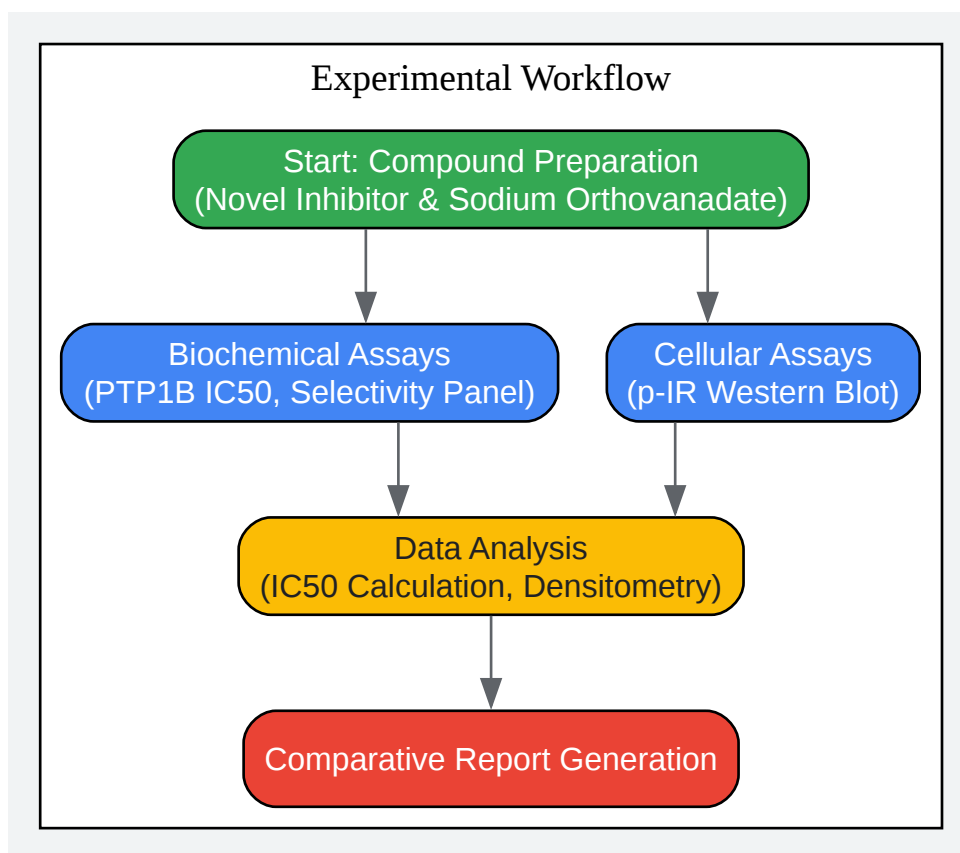 Experimental Workflow
Start: Compound Preparation
(Novel Inhibitor & Sodium Orthovanadate)
Biochemical Assays
(PTP1B IC50, Selectivity Panel)
Cellular Assays
(p-IR Western Blot)
Data Analysis
(IC50 Calculation, Densitometry)
Comparative Report Generation